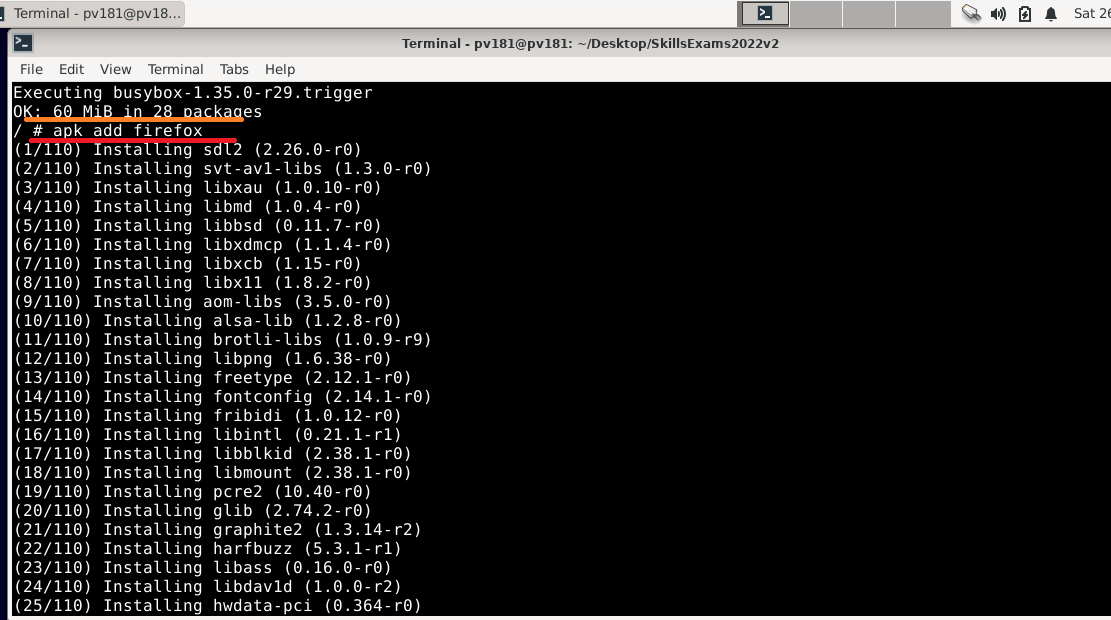 Terminal - pv181@pv18...
Sat 26
Terminal - pv181@pv181: ~/Desktop/SkillsExams2022v2
File Edit View Terminal Tabs Help
Executing busybox-1.35.0-r29.trigger
OK: 60 MiB in 28 packages
/ # apk add firefox
(1/110) Installing sdl2 (2.26.0-r0)
(2/110) Installing svt-av1-libs (1.3.0-r0)
(3/110) Installing libxau (1.0.10-r0)
(4/110) Installing libmd (1.0.4-r0)
(5/110) Installing libbsd (0.11.7-r0)
(6/110) Installing libxdmcp (1.1.4-r0)
(7/110) Installing libxcb (1.15-r0)
(8/110) Installing libx11 (1.8.2-r0)
(9/110) Installing aom-libs (3.5.0-r0)
(10/110) Installing alsa-lib (1.2.8-r0)
(11/110) Installing brotli-libs (1.0.9-r9)
(12/110) Installing libpng (1.6.38-r0)
(13/110) Installing freetype (2.12.1-r0)
(14/110) Installing fontconfig (2.14.1-r0)
(15/110) Installing fribidi (1.0.12-r0)
(16/110) Installing libintl (0.21.1-r1)
(17/110) Installing libblkid (2.38.1-r0)
(18/110) Installing libmount (2.38.1-r0)
(19/110) Installing pcre2 (10.40-r0)
(20/110) Installing glib (2.74.2-r0)
(21/110) Installing graphite2 (1.3.14-r2)
(22/110) Installing harfbuzz (5.3.1-r1)
(23/110) Installing libass (0.16.0-r0)
(24/110) Installing libdav1d (1.0.0-r2)
(25/110) Installing hwdata-pci (0.364-r0)